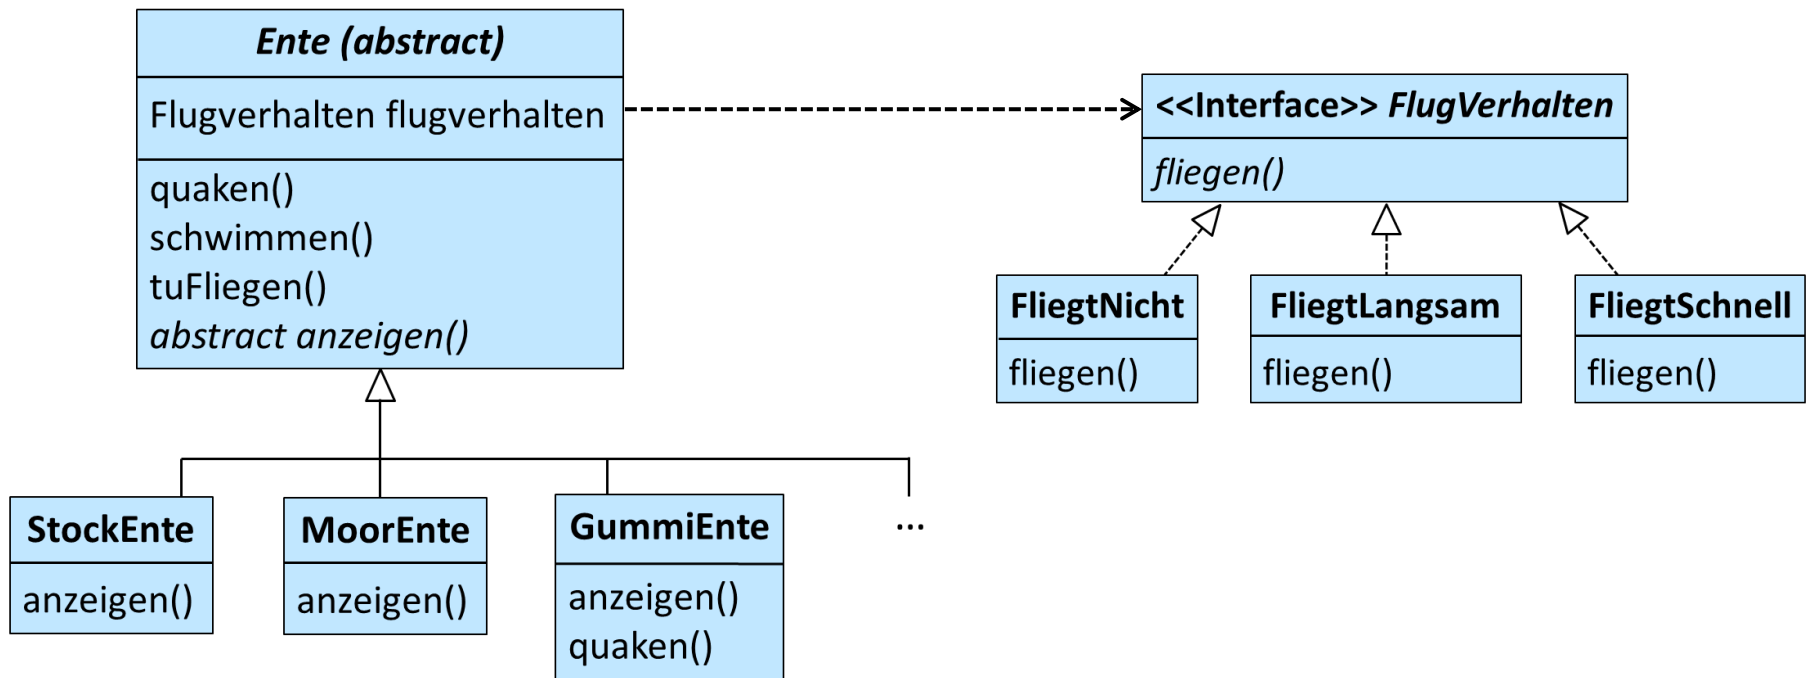 Ente (abstract)
Flugverhalten flugverhalten
quaken()
schwimmen()
tuFliegen()
abstract anzeigen()
<<Interface>> FlugVerhalten
fliegen()
FliegtNicht
fliegen()
FliegtLangsam
fliegen()
FliegtSchnell
fliegen()
StockEnte
anzeigen()
MoorEnte
anzeigen()
GummiEnte
anzeigen()
quaken()
...